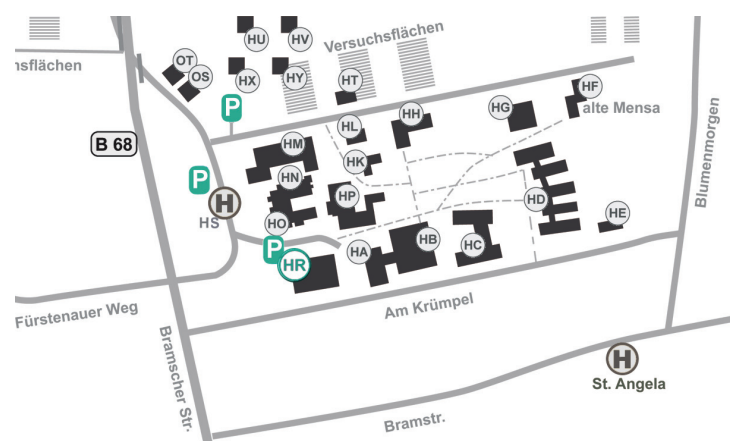 HU
HV
Versuchsflächen
OT
nsflächen
OS
HX
HY
HT
HF
P
HH
HG
alte Mensa
HL
B 68
HM
HK
P
HN
HP
HD
Blumenmorgen
H
HS
HO
HE
P
HA
HB
HC
HR
Am Krümpel
Fürstenauer Weg
Bramscher Str.
H
St. Angela
Bramstr.